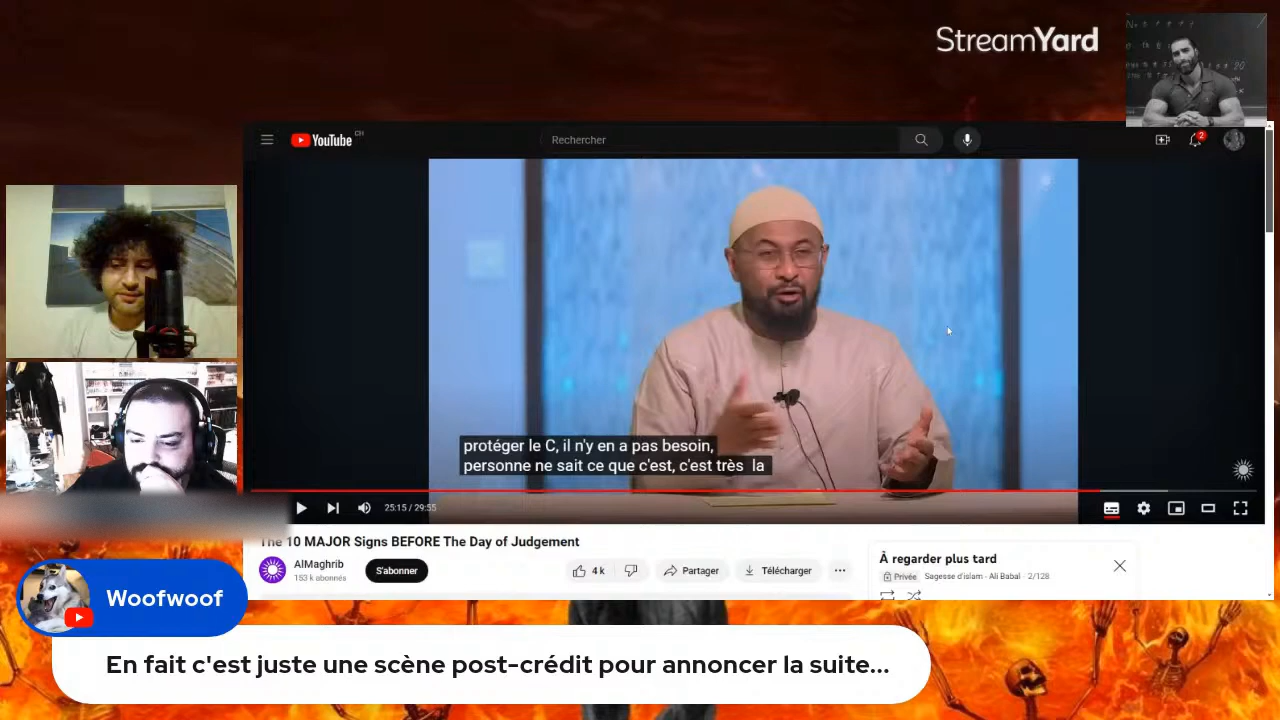 StreamYard
YouTube CH
Rechercher
2
protéger le C, il n'y en a pas besoin,
personne ne sait ce que c'est, c'est très la
25:15 / 29:55
The 10 MAJOR Signs BEFORE The Day of Judgement
AlMaghrib
153 k abonnés
S'abonner
4 k
Partager
Télécharger
À regarder plus tard
Privée
Sagesse d'islam - Ali Babal - 2/128
Woofwoof
En fait c'est juste une scène post-crédit pour annoncer la suite...